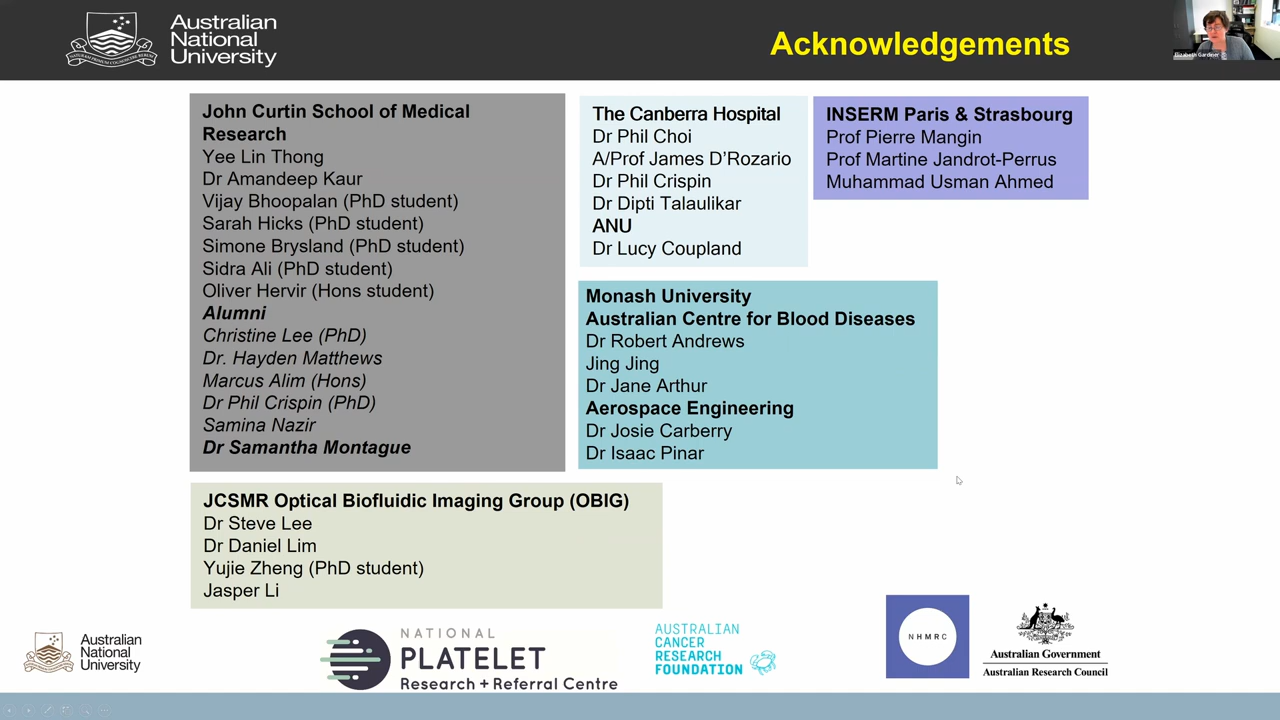 Australian
National
University
Acknowledgements
Elizabeth Gardiner
John Curtin School of Medical
Research
Yee Lin Thong
Dr Amandeep Kaur
Vijay Bhoopalan (PhD student)
Sarah Hicks (PhD student)
Simone Brysland (PhD student)
Sidra Ali (PhD student)
Oliver Hervir (Hons student)
Alumni
Christine Lee (PhD)
Dr. Hayden Matthews
Marcus Alim (Hons)
Dr Phil Crispin (PhD)
Samina Nazir
Dr Samantha Montague
The Canberra Hospital
Dr Phil Choi
A/Prof James D’Rozario
Dr Phil Crispin
Dr Dipti Talaulikar
ANU
Dr Lucy Coupland
INSERM Paris & Strasbourg
Prof Pierre Mangin
Prof Martine Jandrot-Perrus
Muhammad Usman Ahmed
Monash University
Australian Centre for Blood Diseases
Dr Robert Andrews
Jing Jing
Dr Jane Arthur
Aerospace Engineering
Dr Josie Carberry
Dr Isaac Pinar
JCSMR Optical Biofluidic Imaging Group (OBIG)
Dr Steve Lee
Dr Daniel Lim
Yujie Zheng (PhD student)
Jasper Li
Australian
National
University
NATIONAL
PLATELET
Research + Referral Centre
AUSTRALIAN
CANCER
RESEARCH
FOUNDATION
NHMRC
Australian Government
Australian Research Council